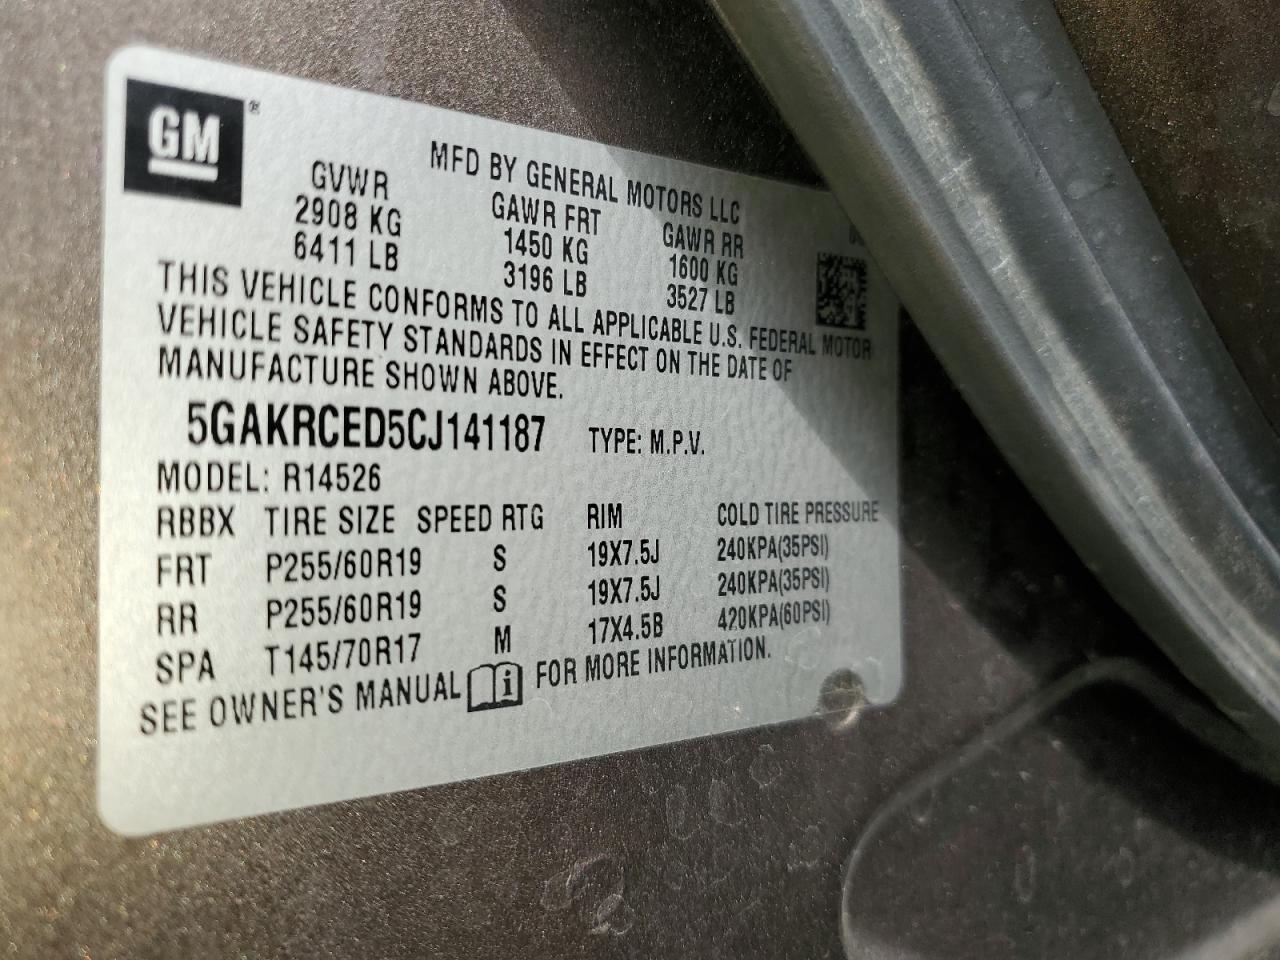 GM®
MFD BY GENERAL MOTORS LLC
GVWR GAWR FRT GAWR RR
2908 KG 1450 KG 1600 KG
6411 LB 3196 LB 3527 LB
THIS VEHICLE CONFORMS TO ALL APPLICABLE U.S. FEDERAL MOTOR
VEHICLE SAFETY STANDARDS IN EFFECT ON THE DATE OF
MANUFACTURE SHOWN ABOVE.
5GAKRCED5CJ141187 TYPE: M.P.V.
MODEL: R14526
RBBX TIRE SIZE SPEED RTG RIM COLD TIRE PRESSURE
FRT P255/60R19 S 19X7.5J 240KPA(35PSI)
RR P255/60R19 S 19X7.5J 240KPA(35PSI)
SPA T145/70R17 M 17X4.5B 420KPA(60PSI)
SEE OWNER'S MANUAL i FOR MORE INFORMATION.